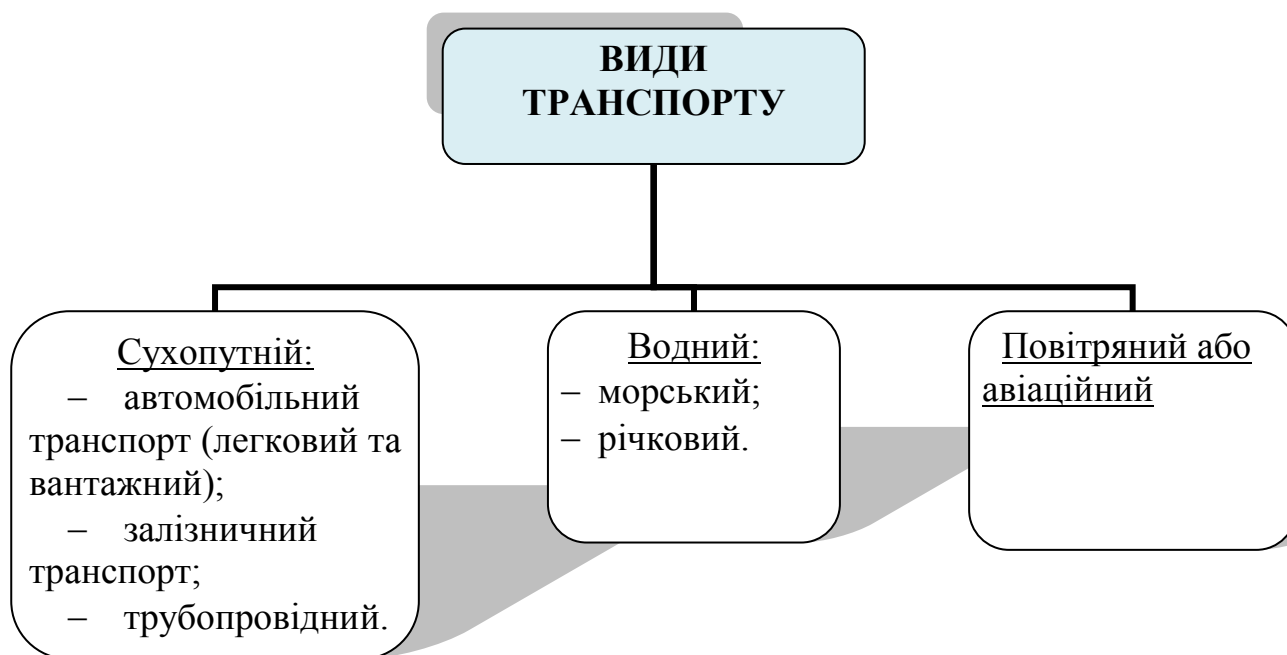 ВИДИ
ТРАНСПОРТУ
Сухопутній:
– автомобільний
транспорт (легковий та
вантажний);
– залізничний
транспорт;
– трубопровідний.
Водний:
– морський;
– річковий.
Повітряний або
авіаційний